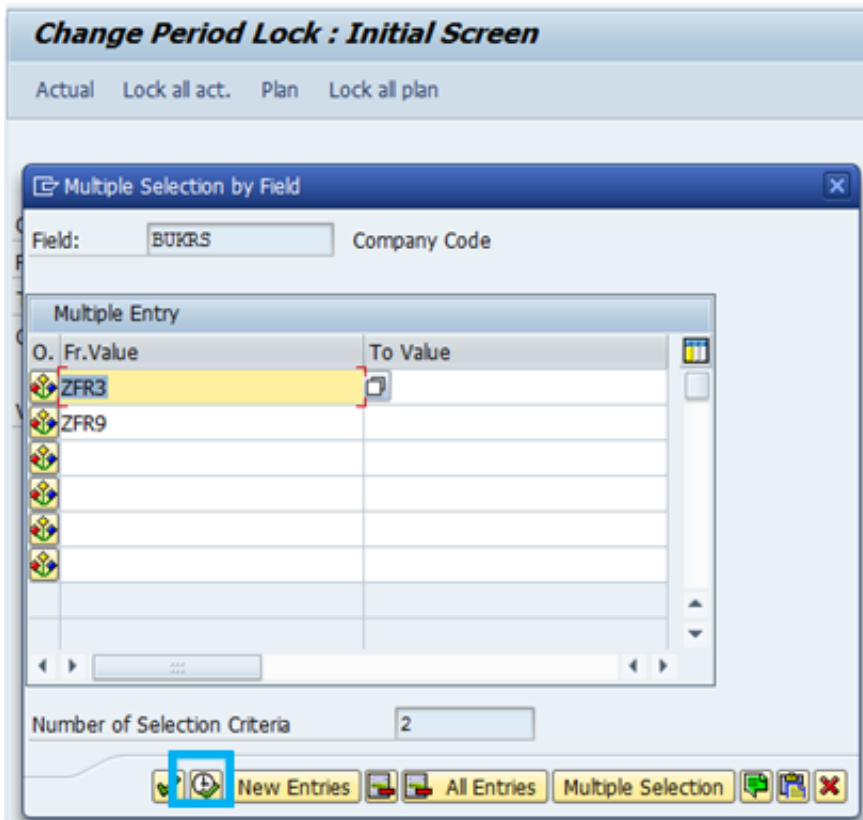 Change Period Lock : Initial Screen
Actual Lock all act. Plan Lock all plan
Multiple Selection by Field
Field: BUKRS Company Code
Multiple Entry
O. Fr.Value To Value
ZFR3
ZFR9
Number of Selection Criteria 2
New Entries All Entries Multiple Selection